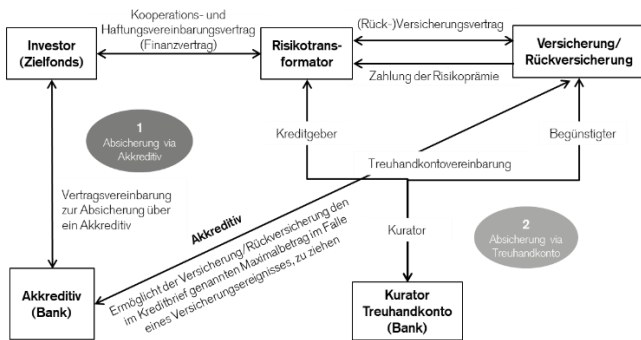 Kooperations- und
Haftungsvereinbarungsvertrag
(Finanzvertrag)
(Rück-)Versicherungsvertrag
Investor
(Zielfonds)
Risikotrans-
formator
Versicherung/
Rückversicherung
Zahlung der Risikoprämie
1
Absicherung via
Akkreditiv
Kreditgeber
Begünstigter
Treuhandkontovereinbarung
Vertragsvereinbarung
zur Absicherung über
ein Akkreditiv
Akkreditiv
Ermöglicht der Versicherung/Rückversicherung den
im Kreditbrief genannten Maximalbetrag im Falle
eines Versicherungsereignisses, zu ziehen
Kurator
2
Absicherung via
Treuhandkonto
Akkreditiv
(Bank)
Kurator
Treuhandkonto
(Bank)